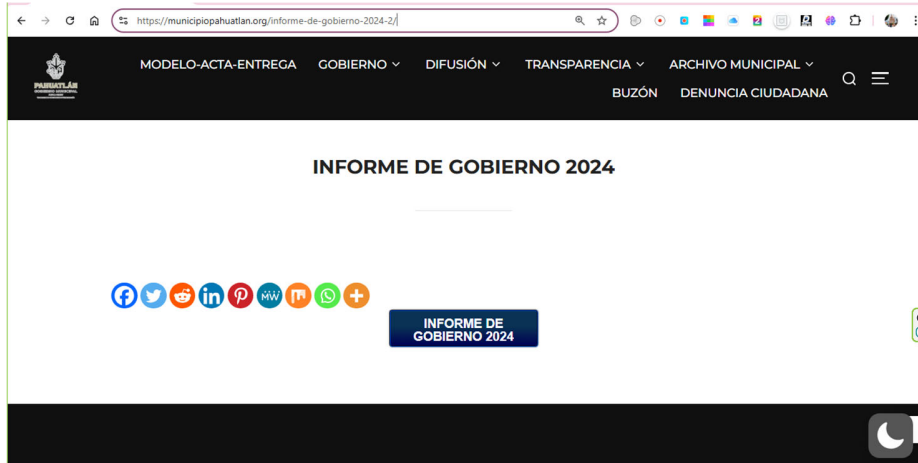 https://municipiopahuatlan.org/informe-de-gobierno-2024-2/
MODELO-ACTA-ENTREGA GOBIERNO DIFUSIÓN TRANSPARENCIA ARCHIVO MUNICIPAL
BUZÓN DENUNCIA CIUDADANA
PAHUATLÁN
INFORME DE GOBIERNO 2024
MW
INFORME DE
GOBIERNO 2024